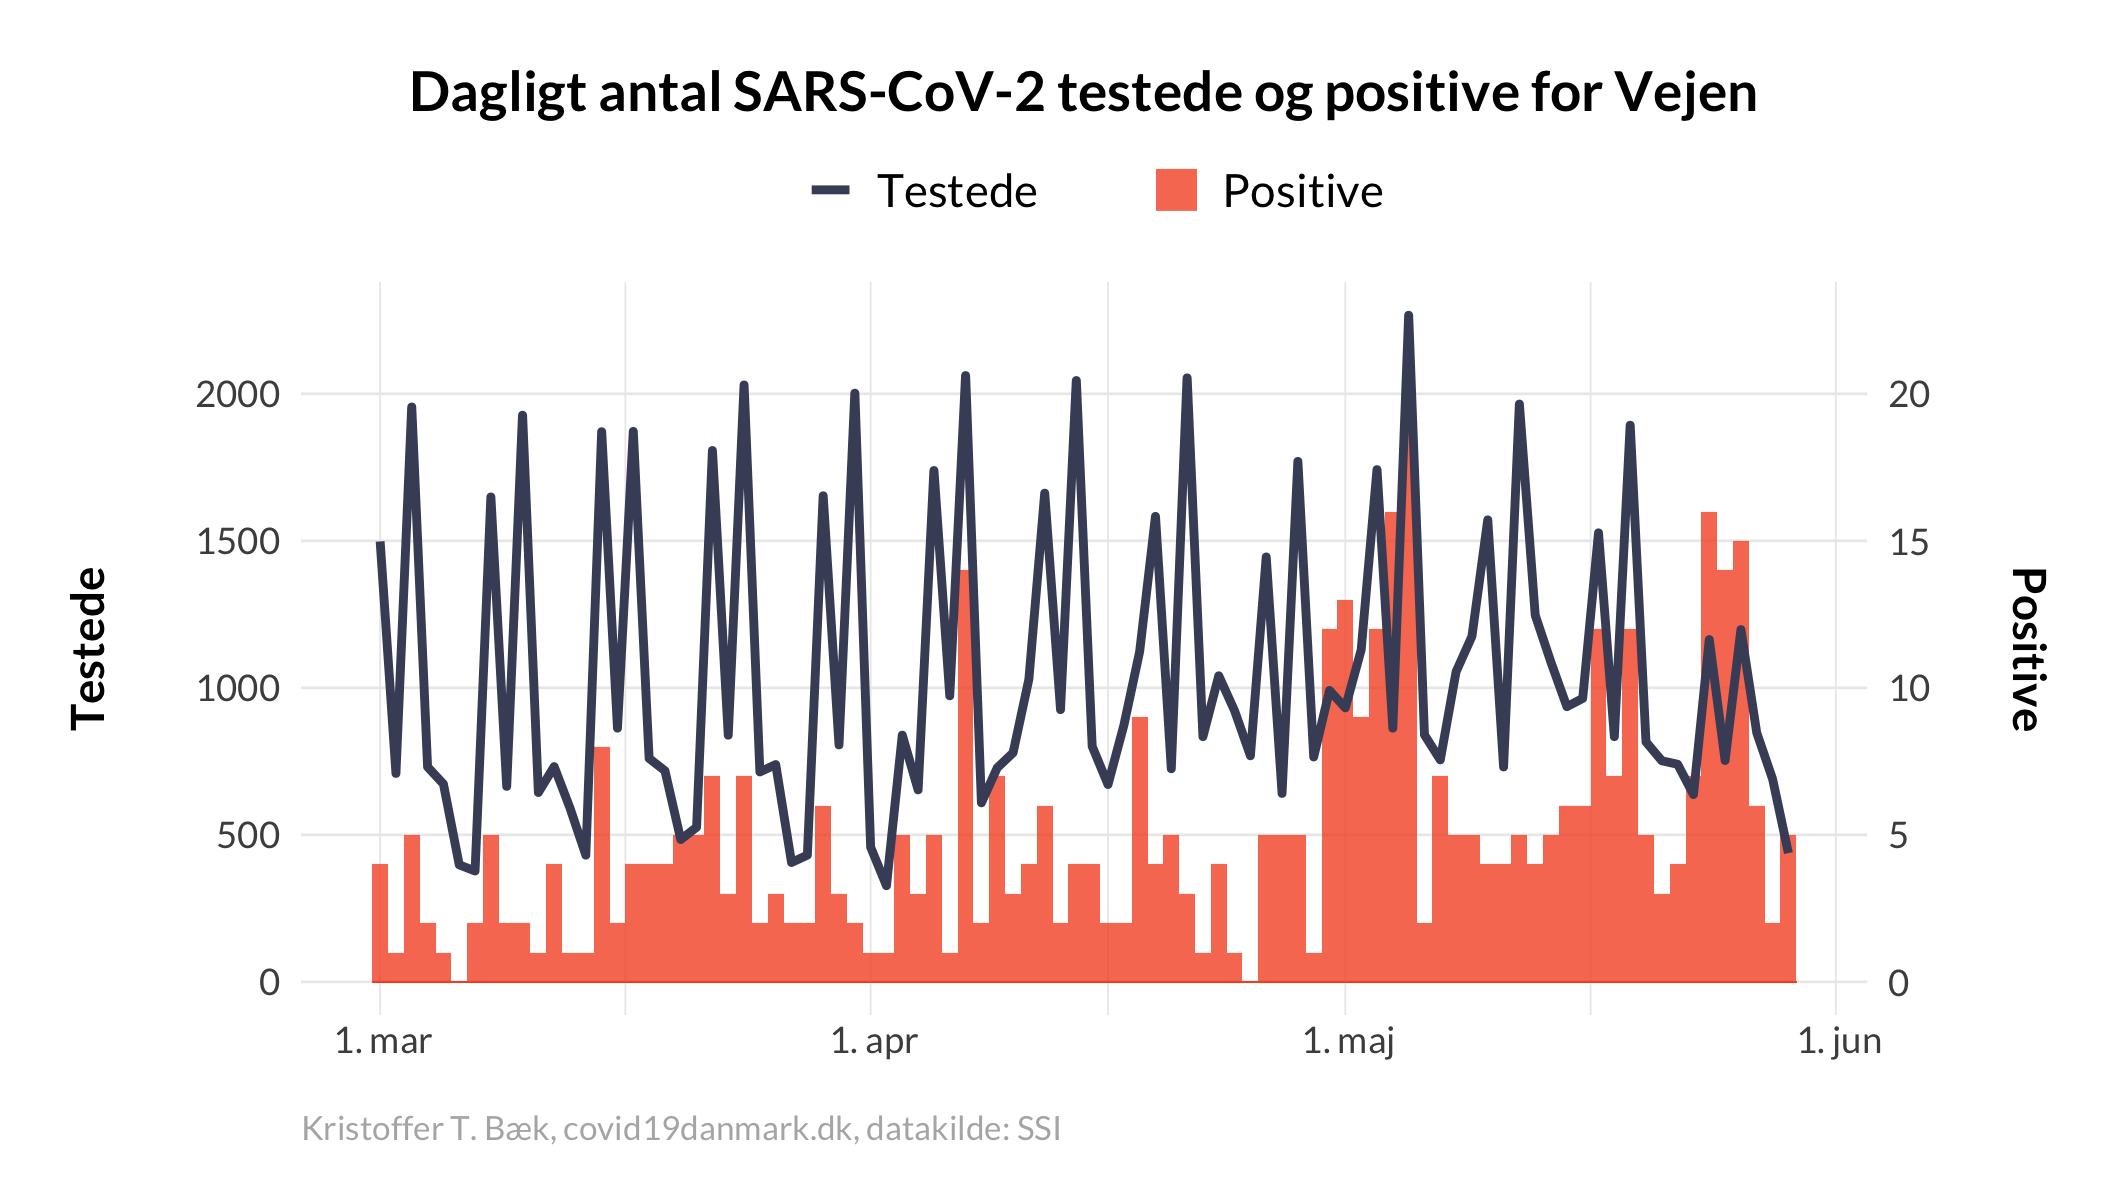 Dagligt antal SARS-CoV-2 testede og positive for Vejen
Testede
Positive
2000
1500
1000
500
0
Testede
20
15
10
5
0
Positive
1. mar
1. apr
1. maj
1. jun
Kristoffer T. Bæk, covid19danmark.dk, datakilde: SSI